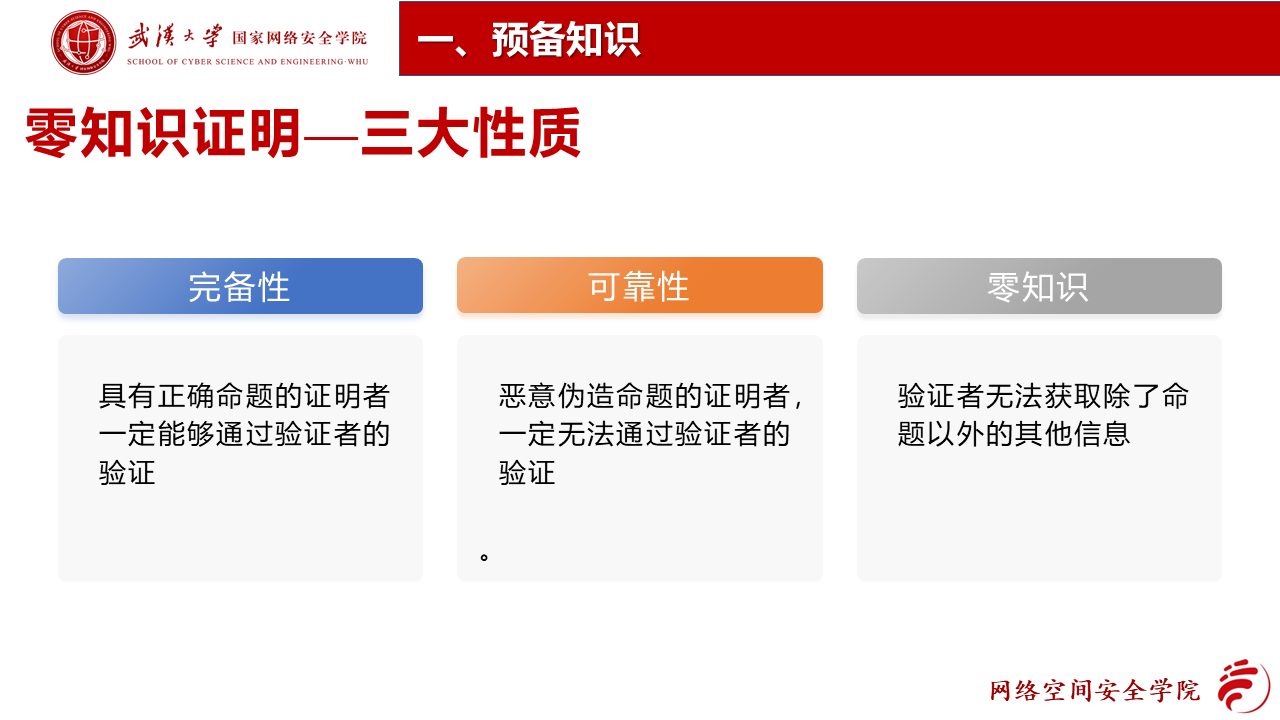 武汉大学 国家网络安全学院
SCHOOL OF CYBER SCIENCE AND ENGINEERING·WHU
一、预备知识
零知识证明—三大性质
完备性
具有正确命题的证明者
一定能够通过验证者的
验证
可靠性
恶意伪造命题的证明者,
一定无法通过验证者的
验证
。
零知识
验证者无法获取除了命
题以外的其他信息
网络空间安全学院